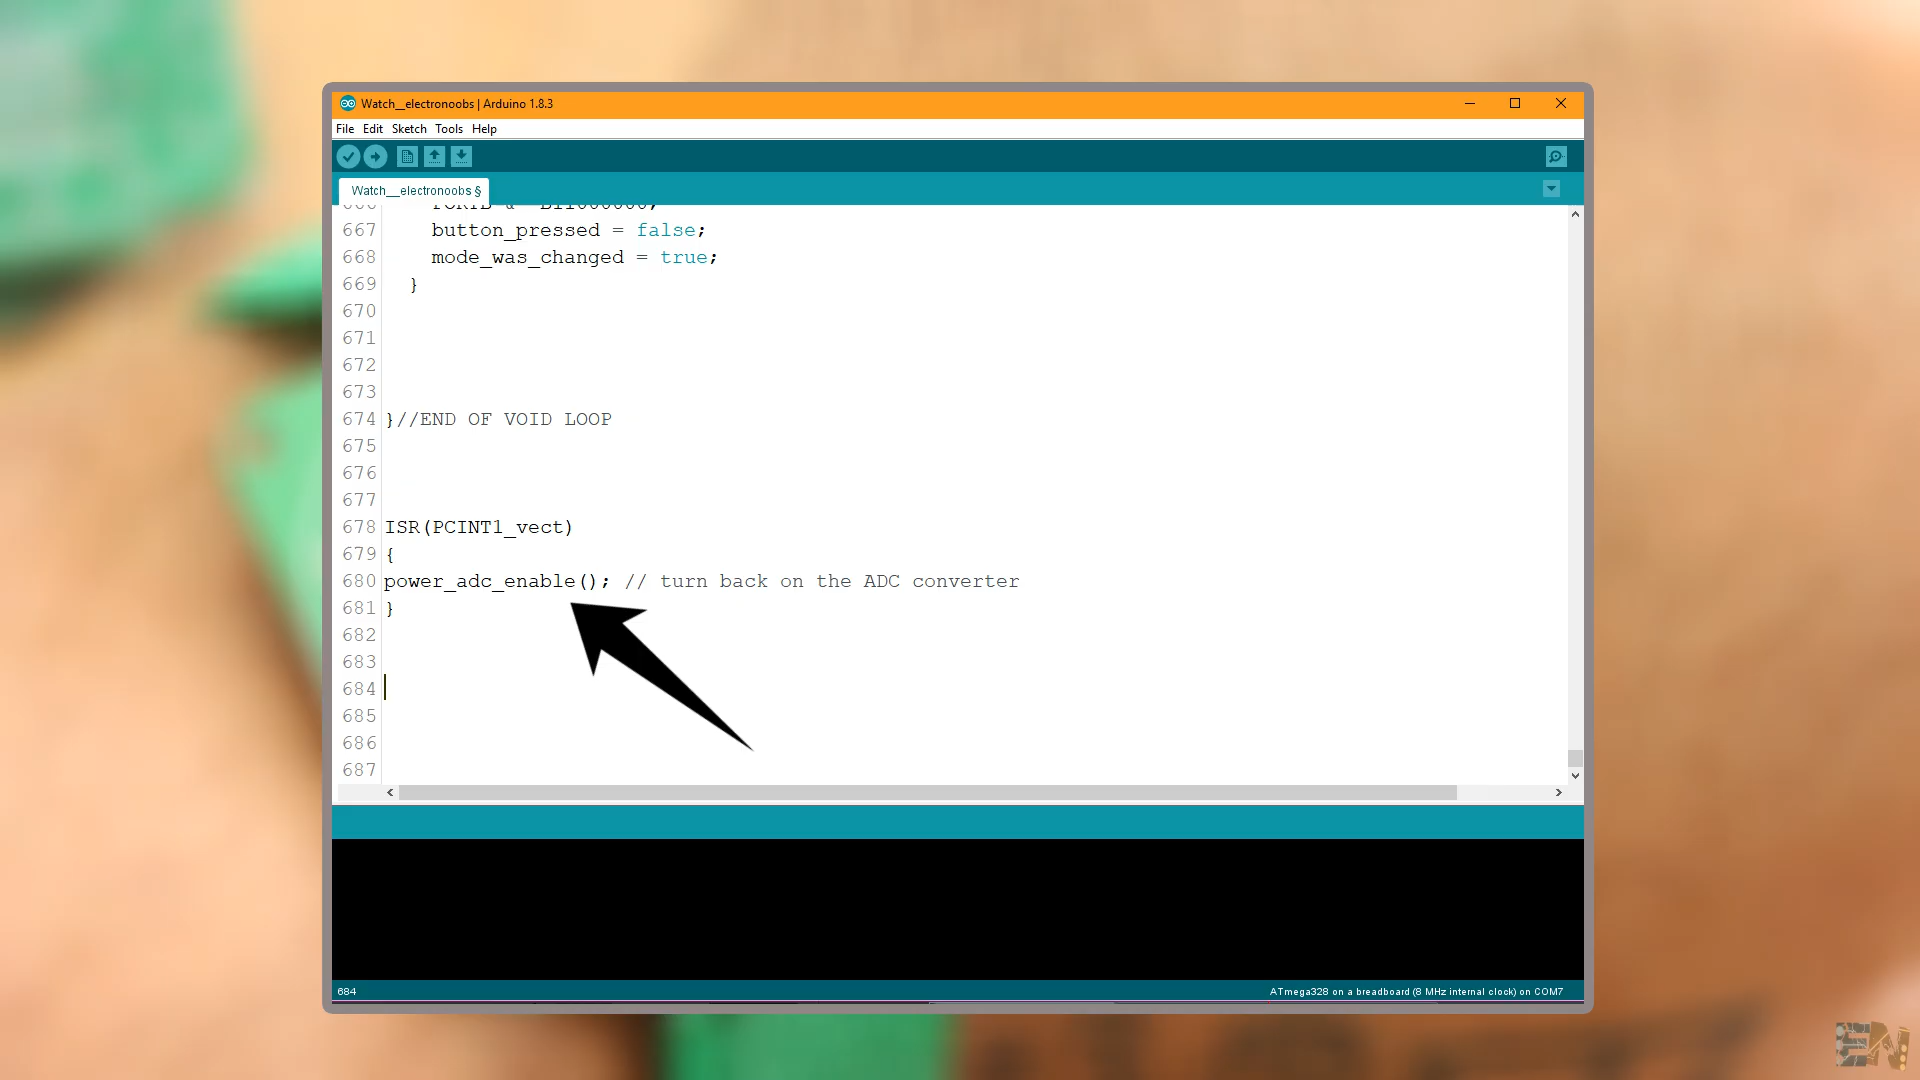 Watch__electronoobs | Arduino 1.8.3
File Edit Sketch Tools Help
Watch__electronoobs §
667 button_pressed = false;
668 mode_was_changed = true;
669 }
670
671
672
673
674 }//END OF VOID LOOP
675
676
677
678 ISR(PCINT1_vect)
679 {
680 power_adc_enable(); // turn back on the ADC converter
681 }
682
683
684
685
686
687
684 ATmega328 on a breadboard (8 MHz internal clock) on COM7
EN